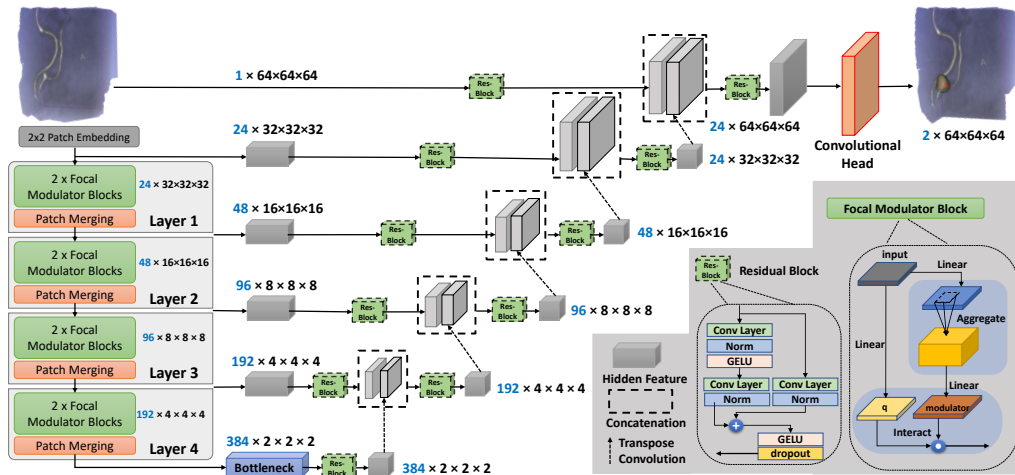 1 × 64×64×64
Res-
Block
Res-
Block
24 × 64×64×64
Convolutional
Head
2 × 64×64×64
2x2 Patch Embedding
24 × 32×32×32
Res-
Block
Res-
Block
24 × 32×32×32
2 × Focal
Modulator Blocks
24 × 32×32×32
Patch Merging
Layer 1
48 × 16×16×16
Res-
Block
Res-
Block
48 × 16×16×16
2 × Focal
Modulator Blocks
48 × 16×16×16
Patch Merging
Layer 2
96 × 8 × 8 × 8
Res-
Block
Res-
Block
96 × 8 × 8 × 8
2 × Focal
Modulator Blocks
96 × 8 × 8 × 8
Patch Merging
Layer 3
192 × 4 × 4 × 4
Res-
Block
Res-
Block
192 × 4 × 4 × 4
2 × Focal
Modulator Blocks
192 × 4 × 4 × 4
Patch Merging
Layer 4
384 × 2 × 2 × 2
Bottleneck
Res-
Block
384 × 2 × 2 × 2
Hidden Feature
Concatenation
Transpose
Convolution
Res-
Block
Residual Block
Conv Layer
Norm
GELU
Conv Layer
Norm
Conv Layer
Norm
+
GELU
dropout
Focal Modulator Block
input
Linear
Aggregate
Linear
Linear
q
modulator
Interact